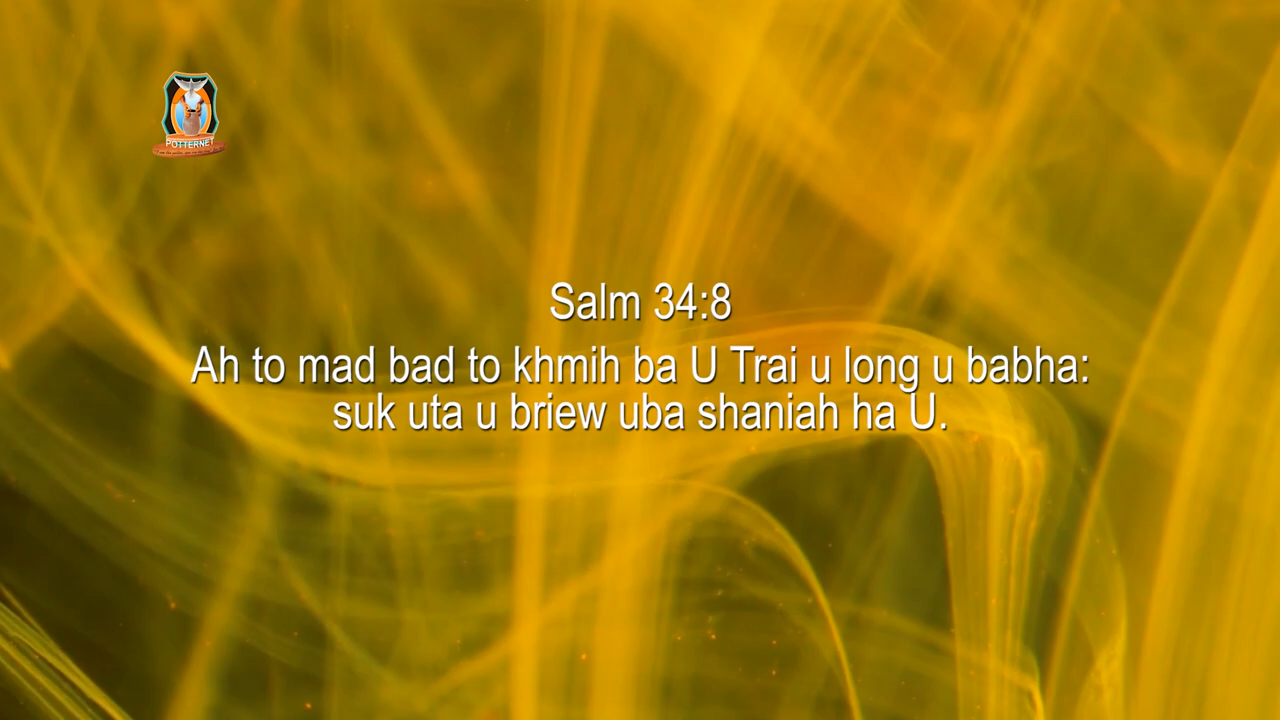 POTTERNET
Salm 34:8
Ah to mad bad to khmih ba U Trai u long u babha:
suk uta u briew uba shaniah ha U.